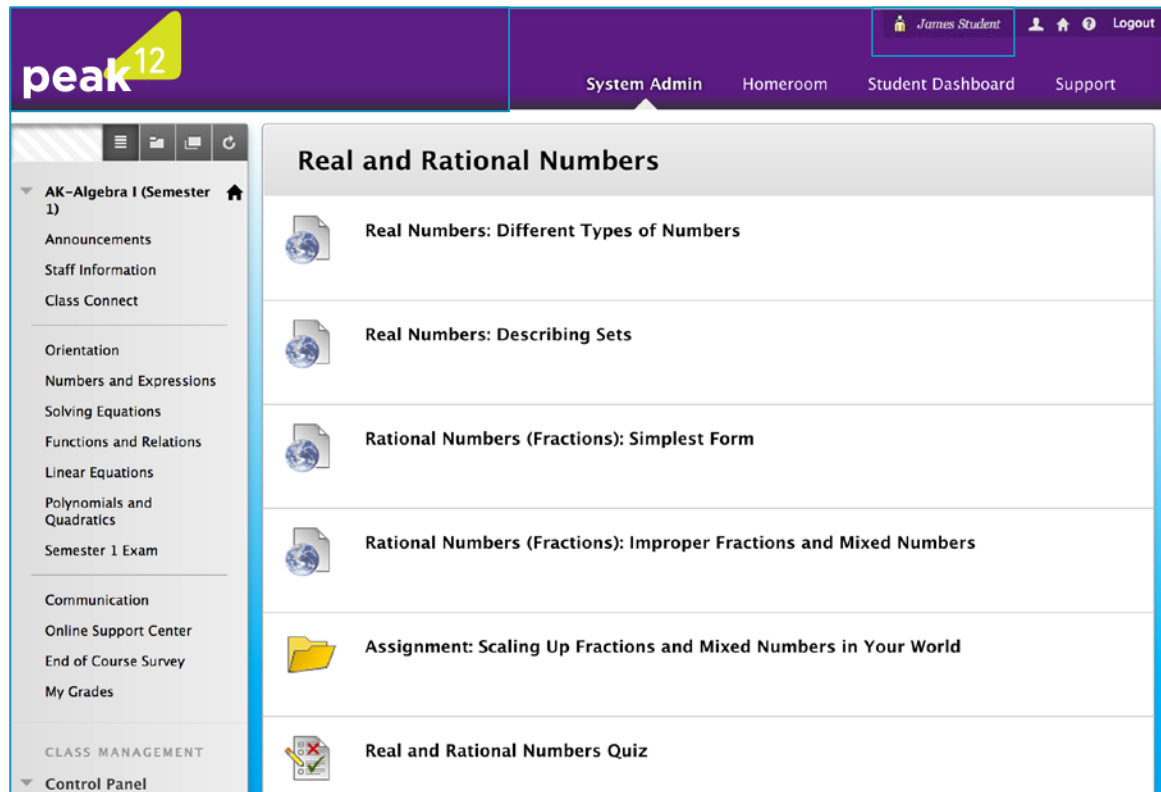 James Student
Logout
peak12
System Admin
Homeroom
Student Dashboard
Support
AK-Algebra I (Semester
1)
Announcements
Staff Information
Class Connect
Orientation
Numbers and Expressions
Solving Equations
Functions and Relations
Linear Equations
Polynomials and
Quadratics
Semester 1 Exam
Communication
Online Support Center
End of Course Survey
My Grades
CLASS MANAGEMENT
Control Panel
Real and Rational Numbers
Real Numbers: Different Types of Numbers
Real Numbers: Describing Sets
Rational Numbers (Fractions): Simplest Form
Rational Numbers (Fractions): Improper Fractions and Mixed Numbers
Assignment: Scaling Up Fractions and Mixed Numbers in Your World
Real and Rational Numbers Quiz